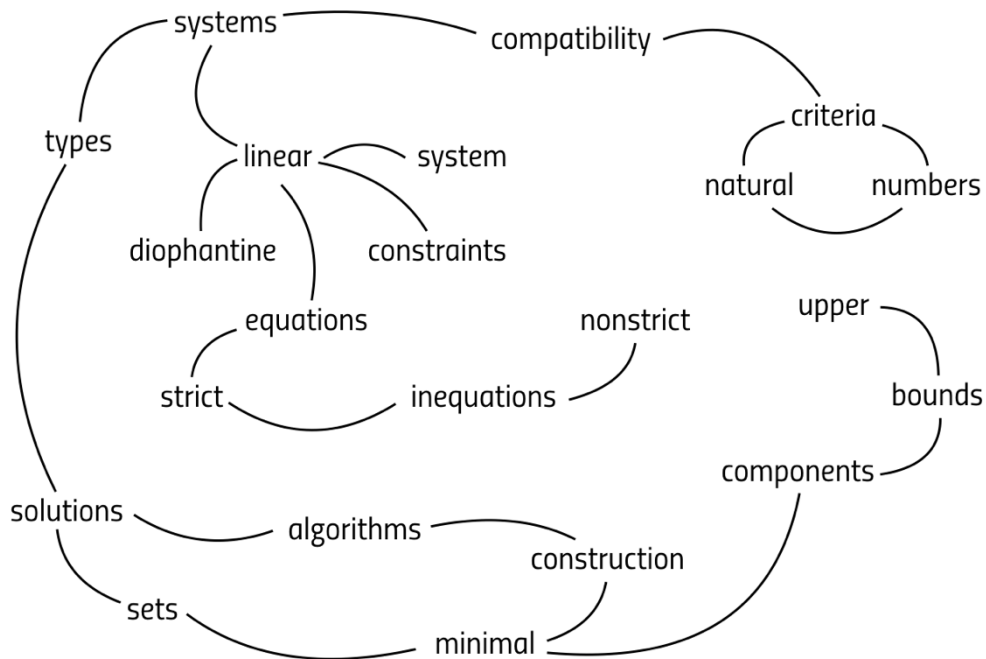 systems
compatibility
criteria
types
linear
system
natural
numbers
diophantine
constraints
equations
nonstrict
upper
strict
inequations
bounds
components
solutions
algorithms
construction
sets
minimal